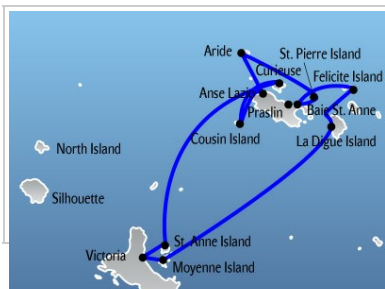 St. Pierre Island
Aride
Curieuse
Felicite Island
Anse Lazio
Praslin
Baie St. Anne
Cousin Island
La Digue Island
North Island
Silhouette
St. Anne Island
Victoria
Moyenne Island